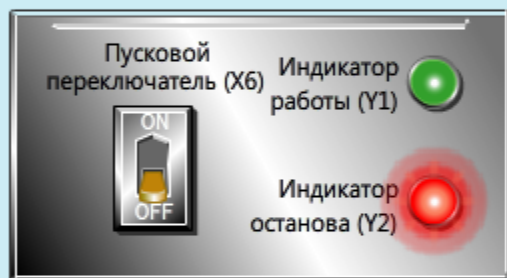 Пусковой
переключатель (X6)
ON
OFF
Индикатор
работы (Y1)
Индикатор
останова (Y2)